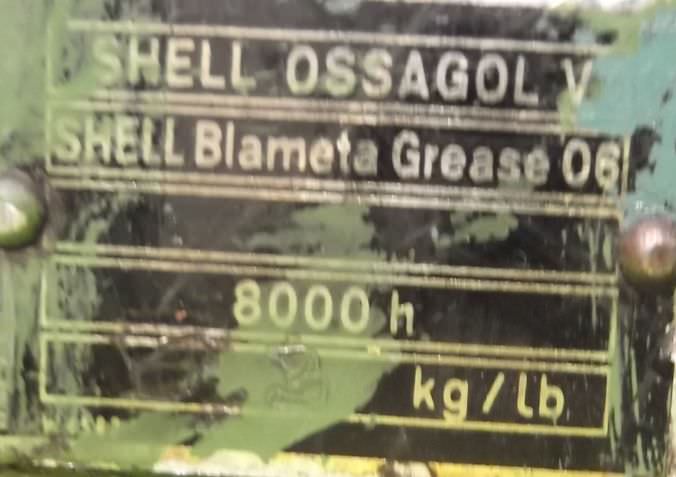 SHELL OSSAGOL V
SHELL Blameta Grease 06
8000 h
kg/lb